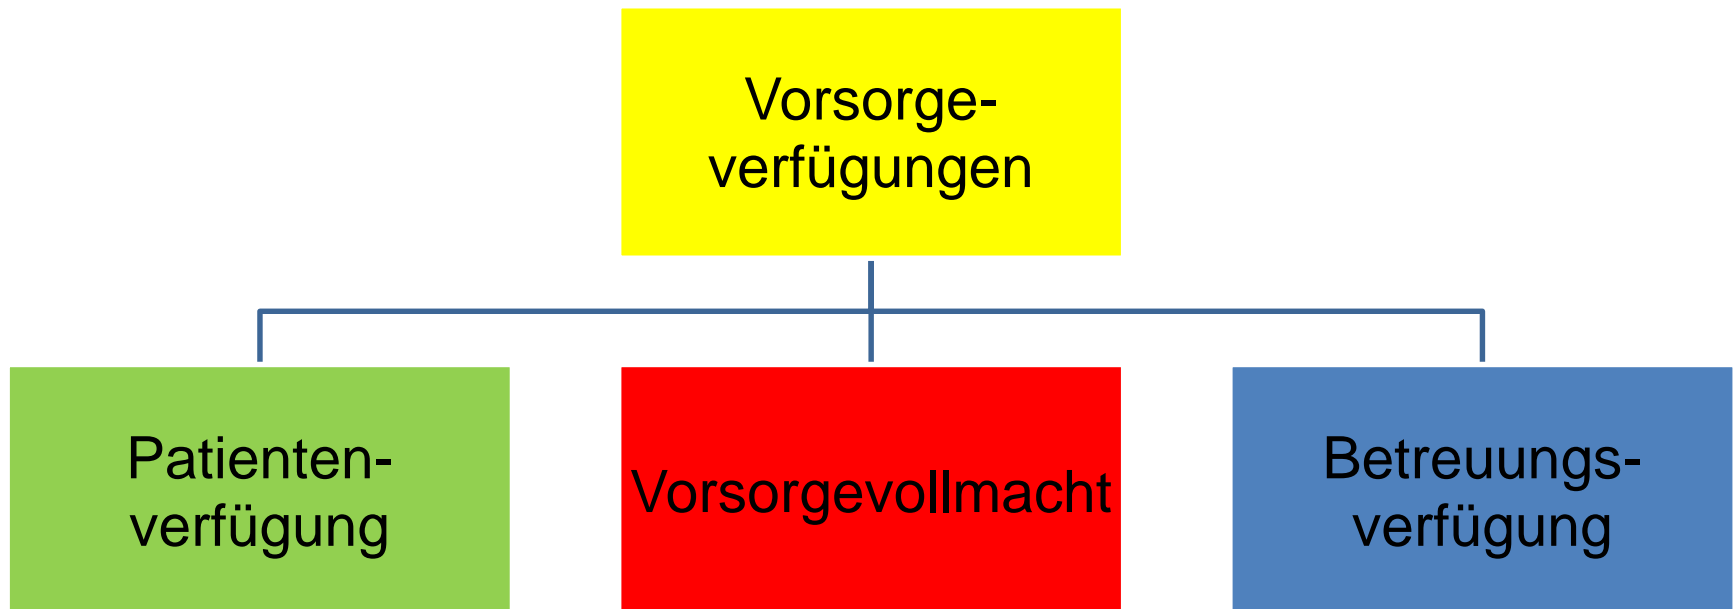 Vorsorge-
verfügungen
Patienten-
verfügung
Vorsorgevollmacht
Betreuungs-
verfügung